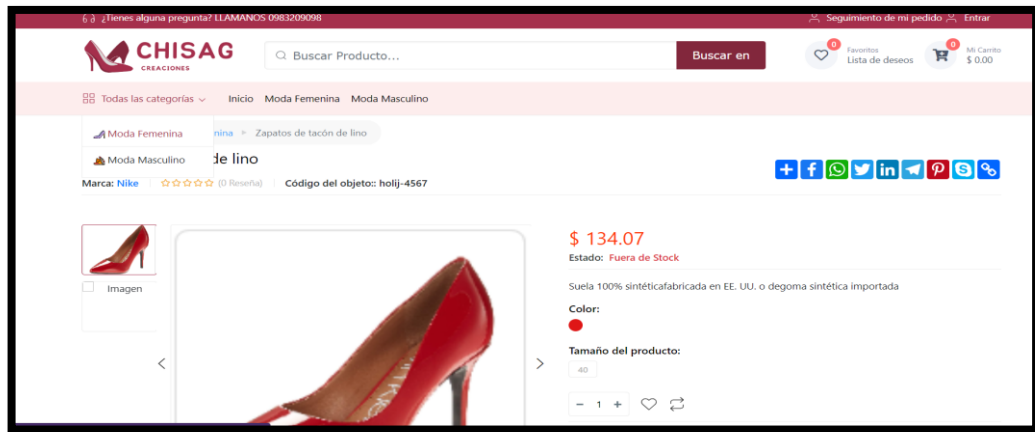 ¿Tienes alguna pregunta? LLAMANOS 0983209098
Seguimiento de mi pedido Entrar
CHISAG
CREACIONES
Buscar Producto...
Buscar en
0
Favoritos
Lista de deseos
0
Mi Carrito
$ 0.00
Todas las categorías
Inicio Moda Femenina Moda Masculino
Moda Femenina
nina
Zapatos de tacón de lino
Moda Masculino
de lino
Marca: Nike
(0 Reseña)
Código del objeto:: holij-4567
$ 134.07
Estado: Fuera de Stock
Imagen
Suela 100% sintéticafabricada en EE. UU. o degoma sintética importada
Color:
Tamaño del producto:
40
- 1 +